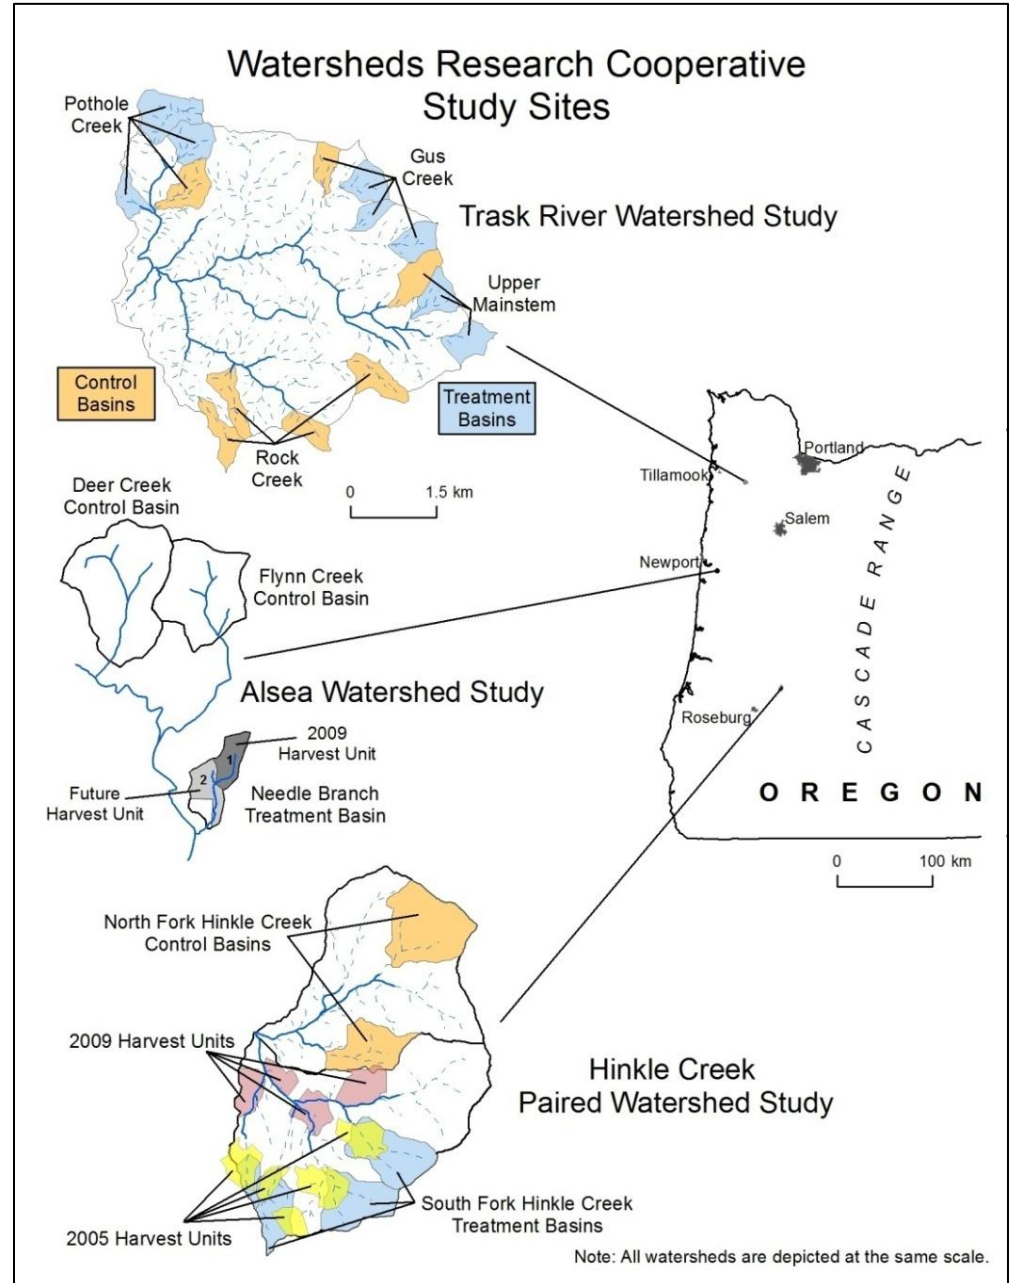 Watersheds Research Cooperative
Study Sites
Pothole
Creek
Gus
Creek
Trask River Watershed Study
Upper
Mainstem
Control
Basins
Treatment
Basins
Rock
Creek
0 1.5 km
Portland
Tillamook
Salem
Newport
Roseburg
CASCADE RANGE
OREGON
0 100 km
Deer Creek
Control Basin
Flynn Creek
Control Basin
Alsea Watershed Study
2009
Harvest Unit
1
2
Future
Harvest Unit
Needle Branch
Treatment Basin
North Fork Hinkle Creek
Control Basins
2009 Harvest Units
Hinkle Creek
Paired Watershed Study
South Fork Hinkle Creek
Treatment Basins
2005 Harvest Units
Note: All watersheds are depicted at the same scale.